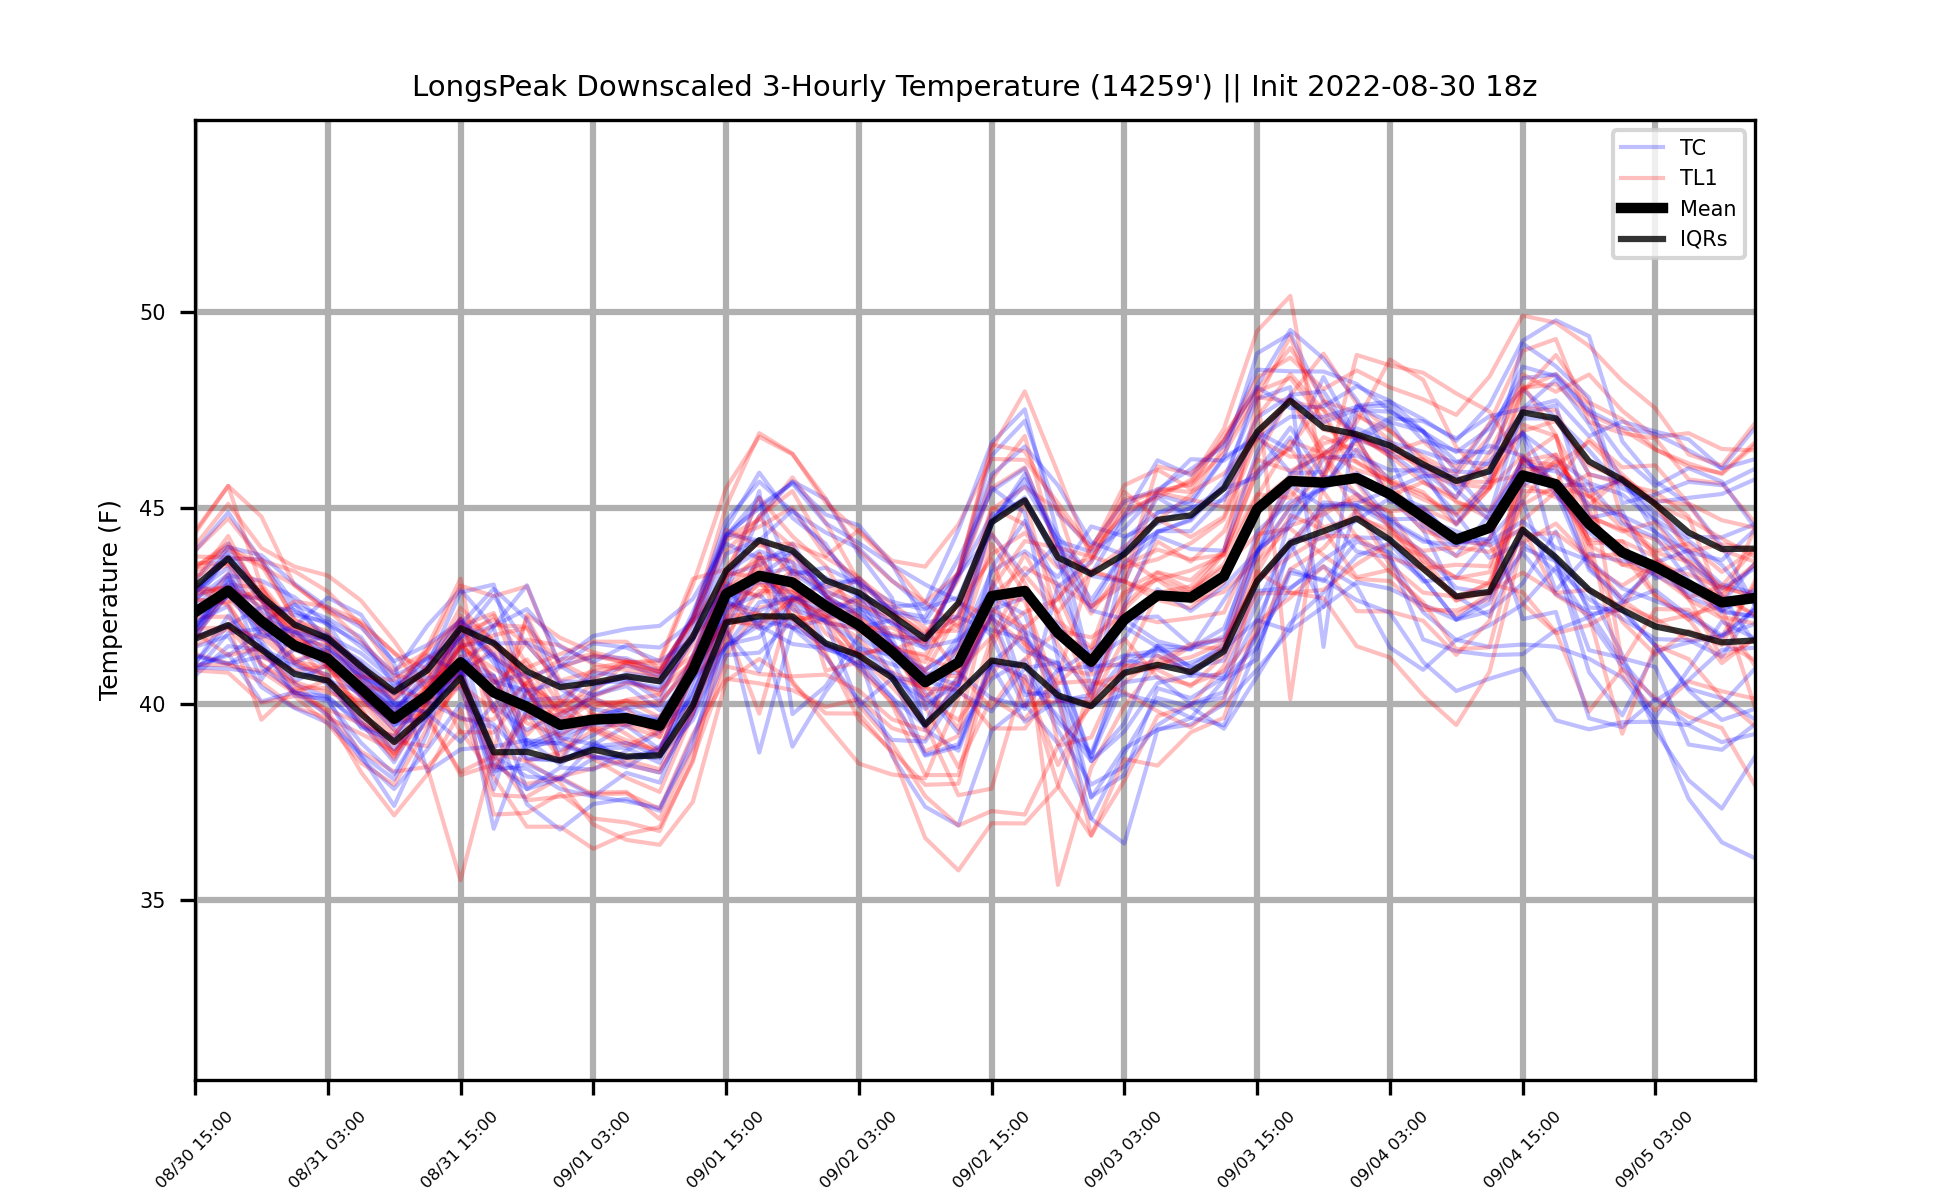 LongsPeak Downscaled 3-Hourly Temperature (14259') || Init 2022-08-30 18z
TC
TL1
Mean
IQRs
Temperature (F)
50
45
40
35
08/30 15:00
08/31 03:00
08/31 15:00
09/01 03:00
09/01 15:00
09/02 03:00
09/02 15:00
09/03 03:00
09/03 15:00
09/04 03:00
09/04 15:00
09/05 03:00